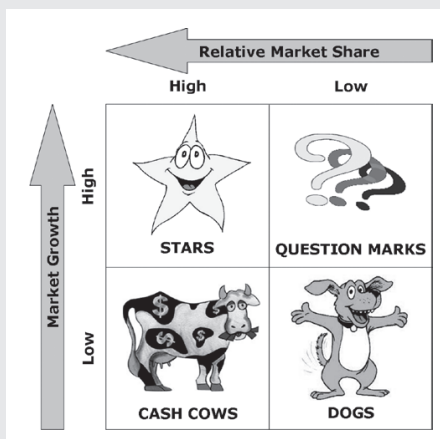 Relative Market Share
High Low
Market Growth
High
STARS
QUESTION MARKS
Low
$ $ $
CASH COWS
DOGS